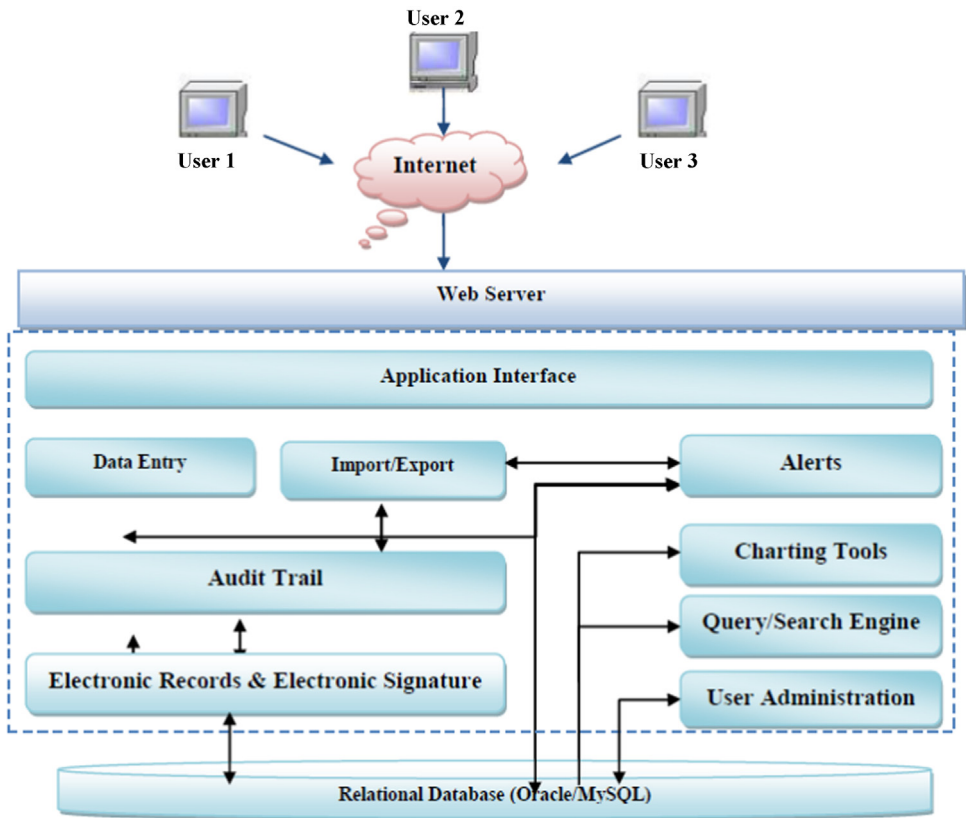 User 2
User 1
User 3
Internet
Web Server
Application Interface
Data Entry
Import/Export
Alerts
Audit Trail
Charting Tools
Query/Search Engine
Electronic Records & Electronic Signature
User Administration
Relational Database (Oracle/MySQL)